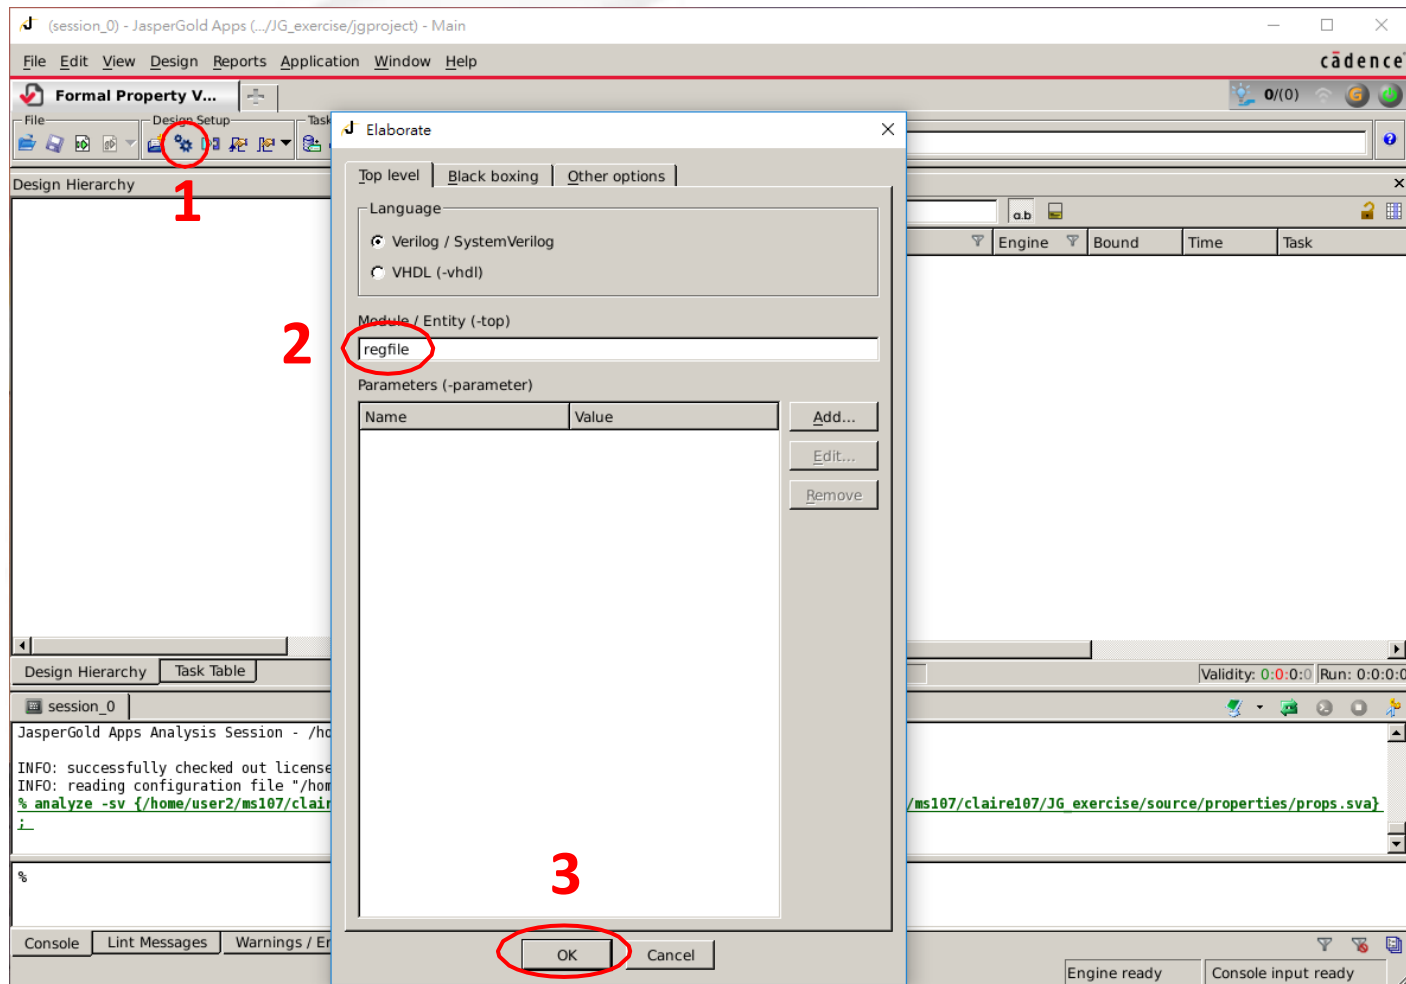 (session_0) - JasperGold Apps (.../JG_exercise/jgproject) - Main
File Edit View Design Reports Application Window Help
cādence
Formal Property V...
0/(0)
File
Design Setup
Task
1
Design Hierarchy
Elaborate
Top level
Black boxing
Other options
Language
Verilog / SystemVerilog
VHDL (-vhdl)
2
Module / Entity (-top)
regfile
Parameters (-parameter)
Name Value
Add...
Edit...
Remove
a.b
Engine Bound Time Task
Design Hierarchy
Task Table
Validity: 0:0:0:0 Run: 0:0:0:0
session_0
JasperGold Apps Analysis Session - /ho
INFO: successfully checked out license
INFO: reading configuration file "/hom
% analyze -sv {/home/user2/ms107/clair
/ms107/claire107/JG_exercise/source/properties/props.sva}
;
%
3
OK
Cancel
Console
Lint Messages
Warnings / Er
Engine ready
Console input ready